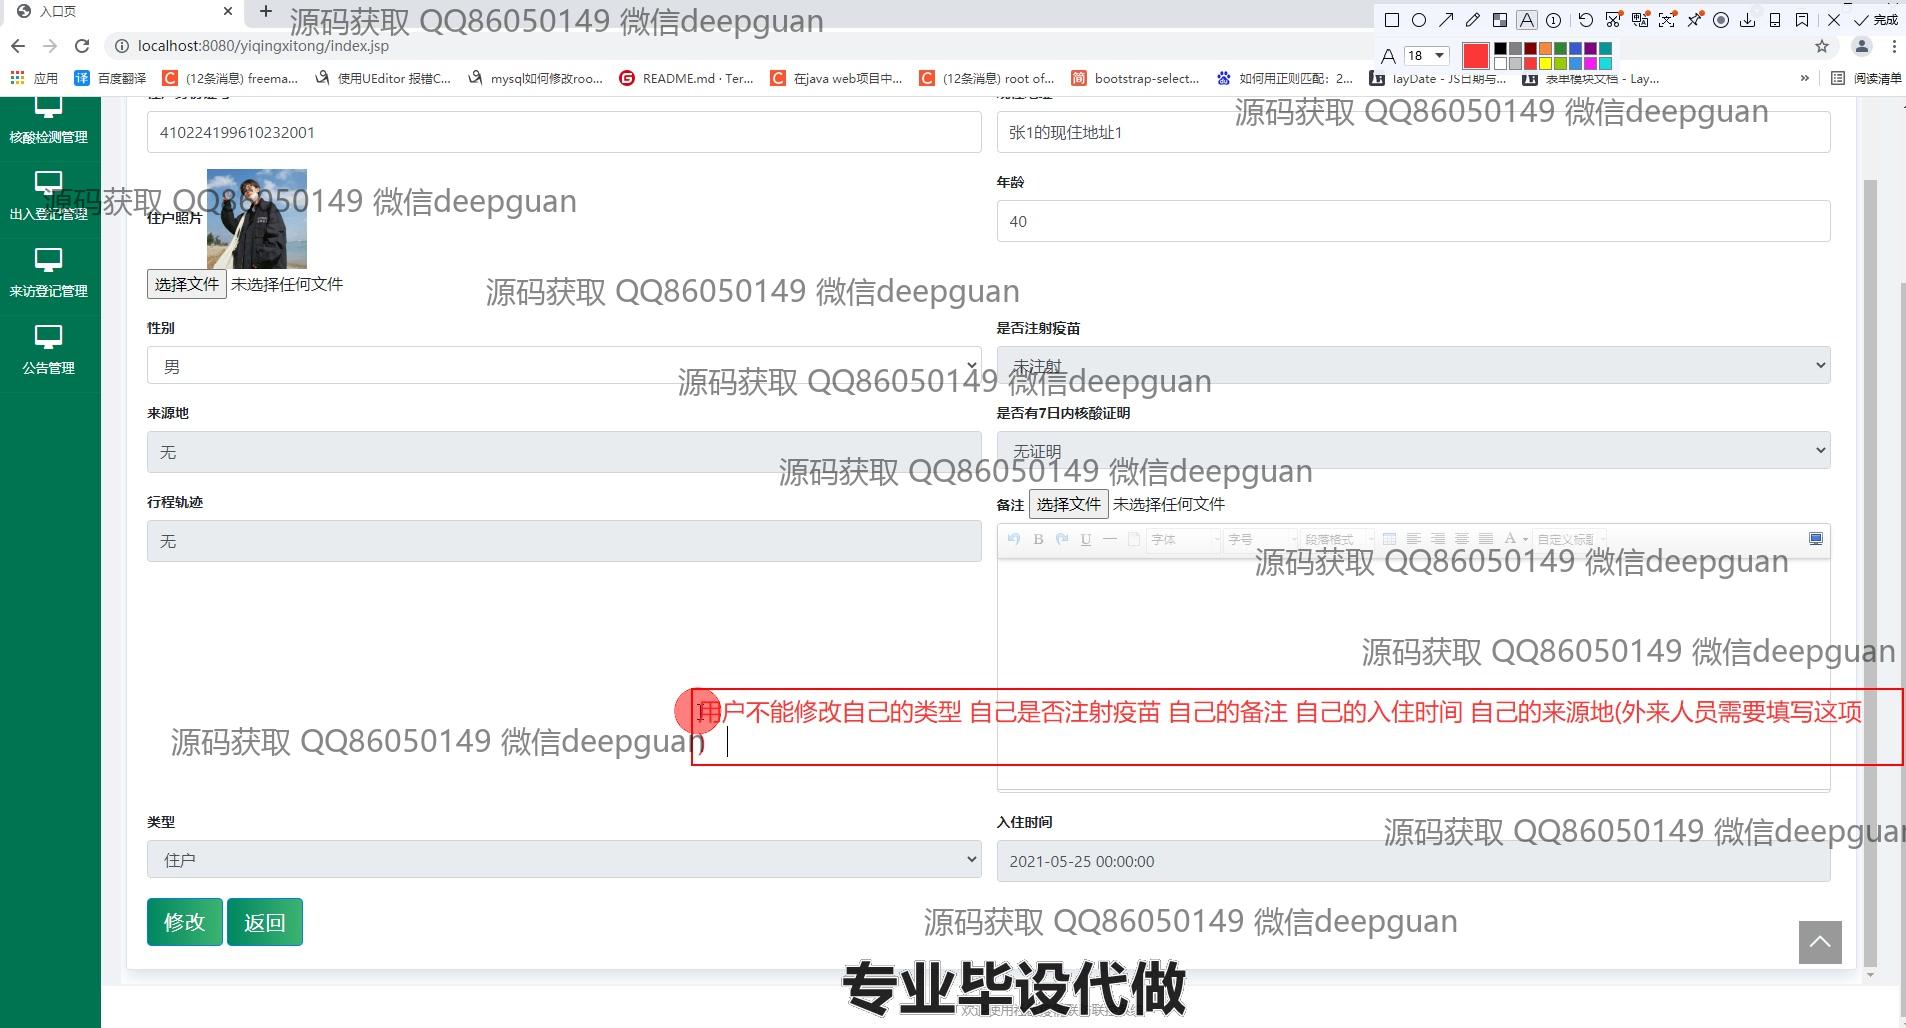 入口页
源码获取 QQ86050149 微信deepguan
完成
localhost:8080/yiqingxitong/index.jsp
18
应用
百度翻译
(12条消息) freema...
使用UEditor 报错C...
mysql如何修改roo...
README.md · Ter...
在java web项目中...
(12条消息) root of...
bootstrap-select...
如何用正则匹配：2...
layDate - JS日期与...
表单模块文档 - Lay...
阅读清单
源码获取 QQ86050149 微信deepguan
核酸检测管理
410224199610232001
张1的现住地址1
年龄
源码获取 QQ86050149 微信deepguan
出入登记管理
住户照片
40
来访登记管理
选择文件 未选择任何文件
源码获取 QQ86050149 微信deepguan
性别
是否注射疫苗
公告管理
男
未注射
源码获取 QQ86050149 微信deepguan
来源地
是否有7日内核酸证明
无
无证明
源码获取 QQ86050149 微信deepguan
行程轨迹
备注 选择文件 未选择任何文件
无
B
U
字体
字号
段落格式
A
自定义标题
源码获取 QQ86050149 微信deepguan
源码获取 QQ86050149 微信deepguan
用户不能修改自己的类型 自己是否注射疫苗 自己的备注 自己的入住时间 自己的来源地(外来人员需要填写这项
)
源码获取 QQ86050149 微信deepguan
类型
入住时间
源码获取 QQ86050149 微信deepguan
住户
2021-05-25 00:00:00
修改
返回
源码获取 QQ86050149 微信deepguan
专业毕设代做